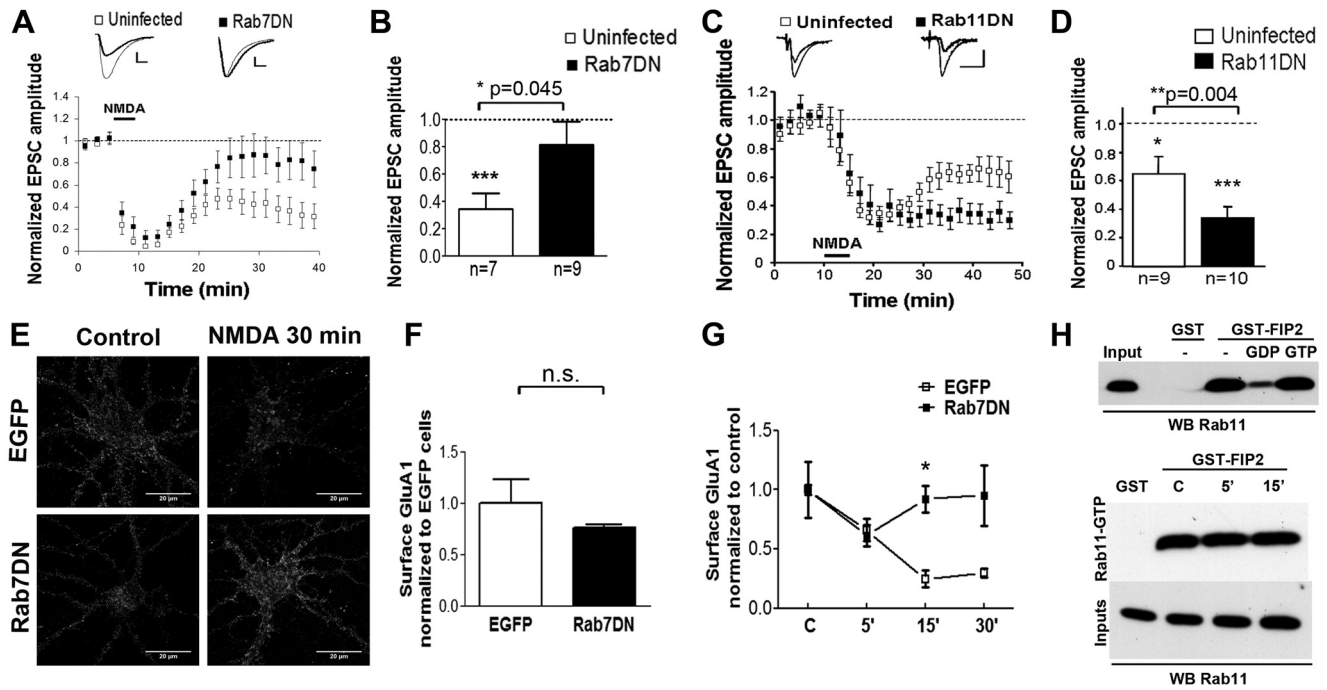 A
□ Uninfected ■ Rab7DN
Normalized EPSC amplitude
1.4
1.2
1
0.8
0.6
0.4
0.2
0
NMDA
0 10 20 30 40
Time (min)
B
□ Uninfected
■ Rab7DN
* p=0.045
Normalized EPSC amplitude
1.0
0.8
0.6
0.4
0.2
0.0
***
n=7 n=9
C
□ Uninfected ■ Rab11DN
Normalized EPSC amplitude
1.2
1.0
0.8
0.6
0.4
0.2
0
NMDA
0 10 20 30 40 50
Time (min)
D
Uninfected
Rab11DN
**p=0.004
Normalized EPSC amplitude
1.0
0.8
0.6
0.4
0.2
0
*
***
n=9 n=10
E
Control NMDA 30 min
EGFP
20 µm 20 µm
Rab7DN
20 µm 20 µm
F
n.s.
Surface GluA1
normalized to EGFP cells
1.5
1.0
0.5
0.0
EGFP Rab7DN
G
EGFP
Rab7DN
Surface GluA1
normalized to control
1.5
1.0
0.5
0.0
*
C 5' 15' 30'
H
GST GST-FIP2
Input - - GDP GTP
WB Rab11
GST-FIP2
GST C 5’ 15’
Rab11-GTP
Inputs
WB Rab11